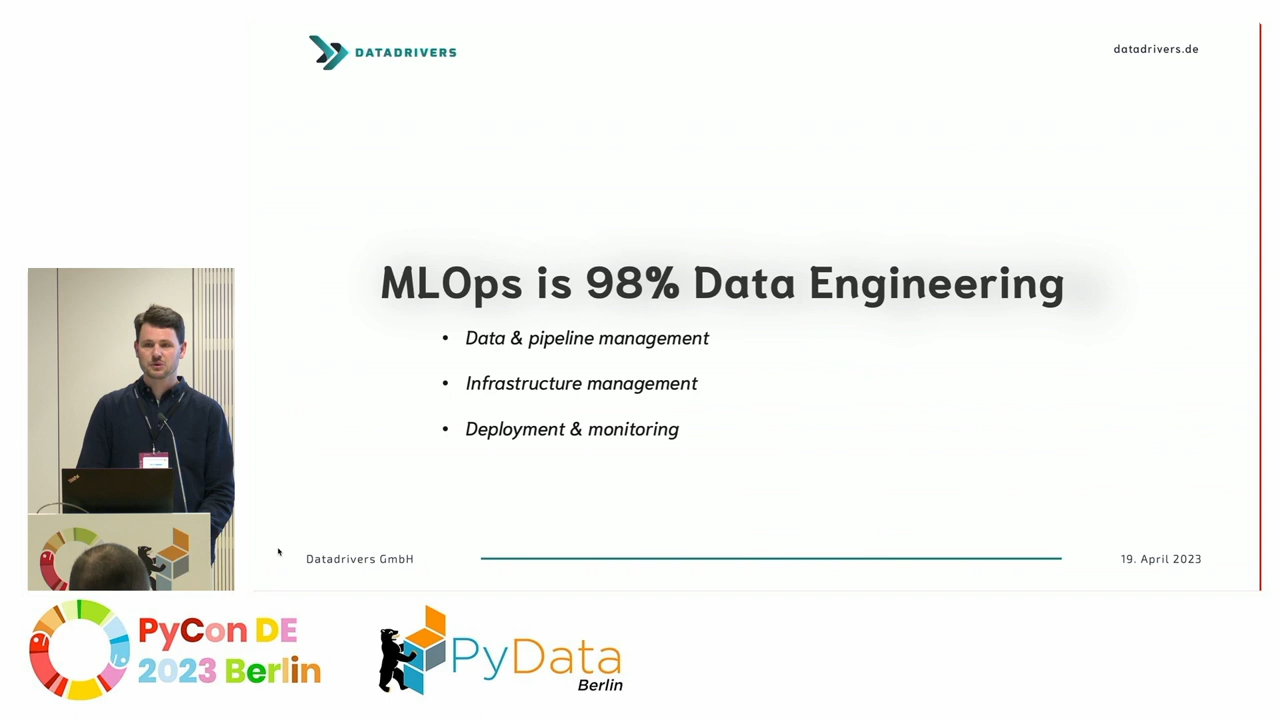 DATADRIVERS
datadrivers.de
MLOps is 98% Data Engineering
• Data & pipeline management
• Infrastructure management
• Deployment & monitoring
Datadrivers GmbH
19. April 2023
PyCon DE
2023 Berlin
PyData
Berlin